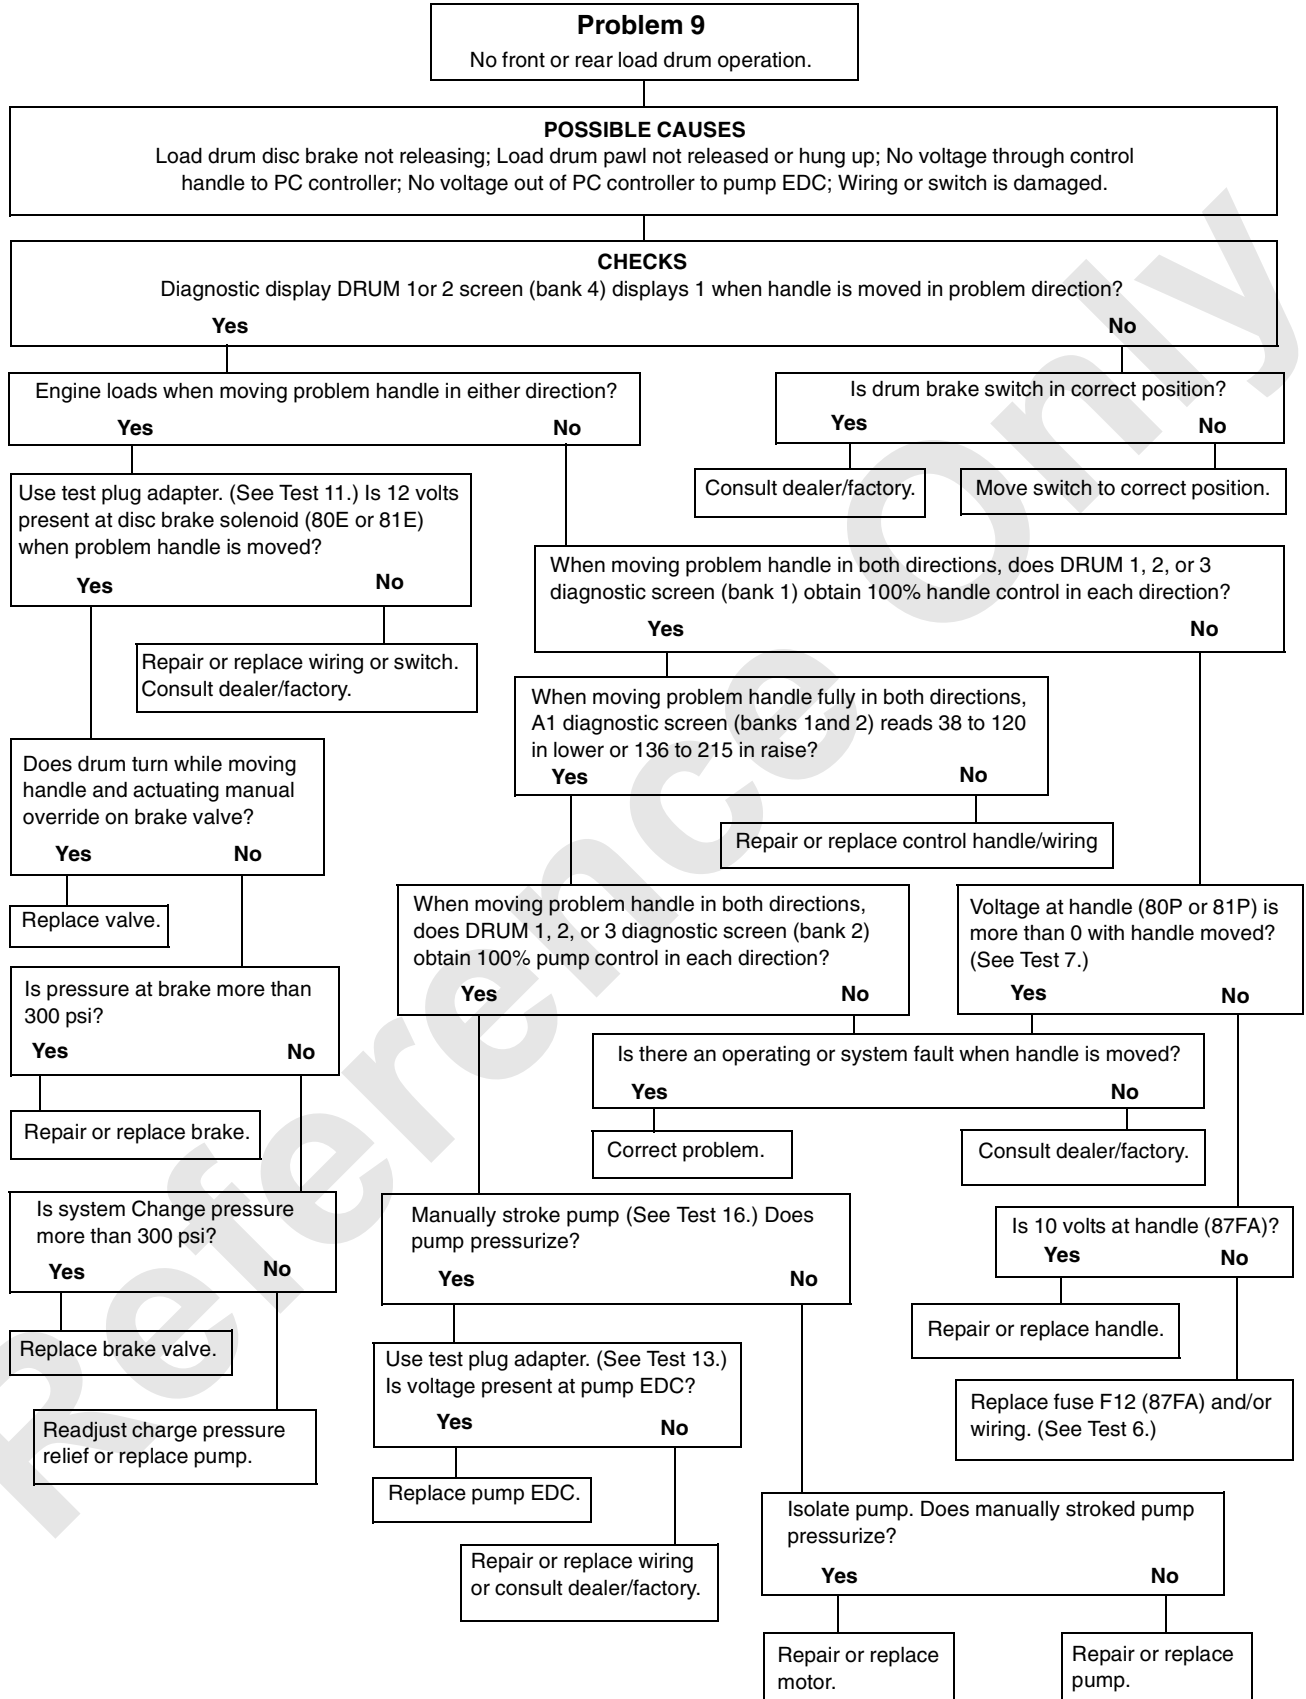 Problem 9
No front or rear load drum operation.
POSSIBLE CAUSES
Load drum disc brake not releasing; Load drum pawl not released or hung up; No voltage through control
handle to PC controller; No voltage out of PC controller to pump EDC; Wiring or switch is damaged.
CHECKS
Diagnostic display DRUM 1or 2 screen (bank 4) displays 1 when handle is moved in problem direction?
Yes
No
Engine loads when moving problem handle in either direction?
Yes
No
Is drum brake switch in correct position?
Yes
No
Use test plug adapter. (See Test 11.) Is 12 volts
present at disc brake solenoid (80E or 81E)
when problem handle is moved?
Yes
No
Consult dealer/factory.
Move switch to correct position.
When moving problem handle in both directions, does DRUM 1, 2, or 3
diagnostic screen (bank 1) obtain 100% handle control in each direction?
Yes
No
Repair or replace wiring or switch.
Consult dealer/factory.
When moving problem handle fully in both directions,
A1 diagnostic screen (banks 1and 2) reads 38 to 120
in lower or 136 to 215 in raise?
Yes
No
Does drum turn while moving
handle and actuating manual
override on brake valve?
Yes
No
Repair or replace control handle/wiring
Replace valve.
When moving problem handle in both directions,
does DRUM 1, 2, or 3 diagnostic screen (bank 2)
obtain 100% pump control in each direction?
Yes
No
Voltage at handle (80P or 81P) is
more than 0 with handle moved?
(See Test 7.)
Yes
No
Is pressure at brake more than
300 psi?
Yes
No
Is there an operating or system fault when handle is moved?
Yes
No
Repair or replace brake.
Correct problem.
Consult dealer/factory.
Is system Change pressure
more than 300 psi?
Yes
No
Manually stroke pump (See Test 16.) Does
pump pressurize?
Yes
No
Is 10 volts at handle (87FA)?
Yes
No
Replace brake valve.
Repair or replace handle.
Use test plug adapter. (See Test 13.)
Is voltage present at pump EDC?
Yes
No
Readjust charge pressure
relief or replace pump.
Replace fuse F12 (87FA) and/or
wiring. (See Test 6.)
Replace pump EDC.
Isolate pump. Does manually stroked pump
pressurize?
Yes
No
Repair or replace wiring
or consult dealer/factory.
Repair or replace
motor.
Repair or replace
pump.
Reference Only